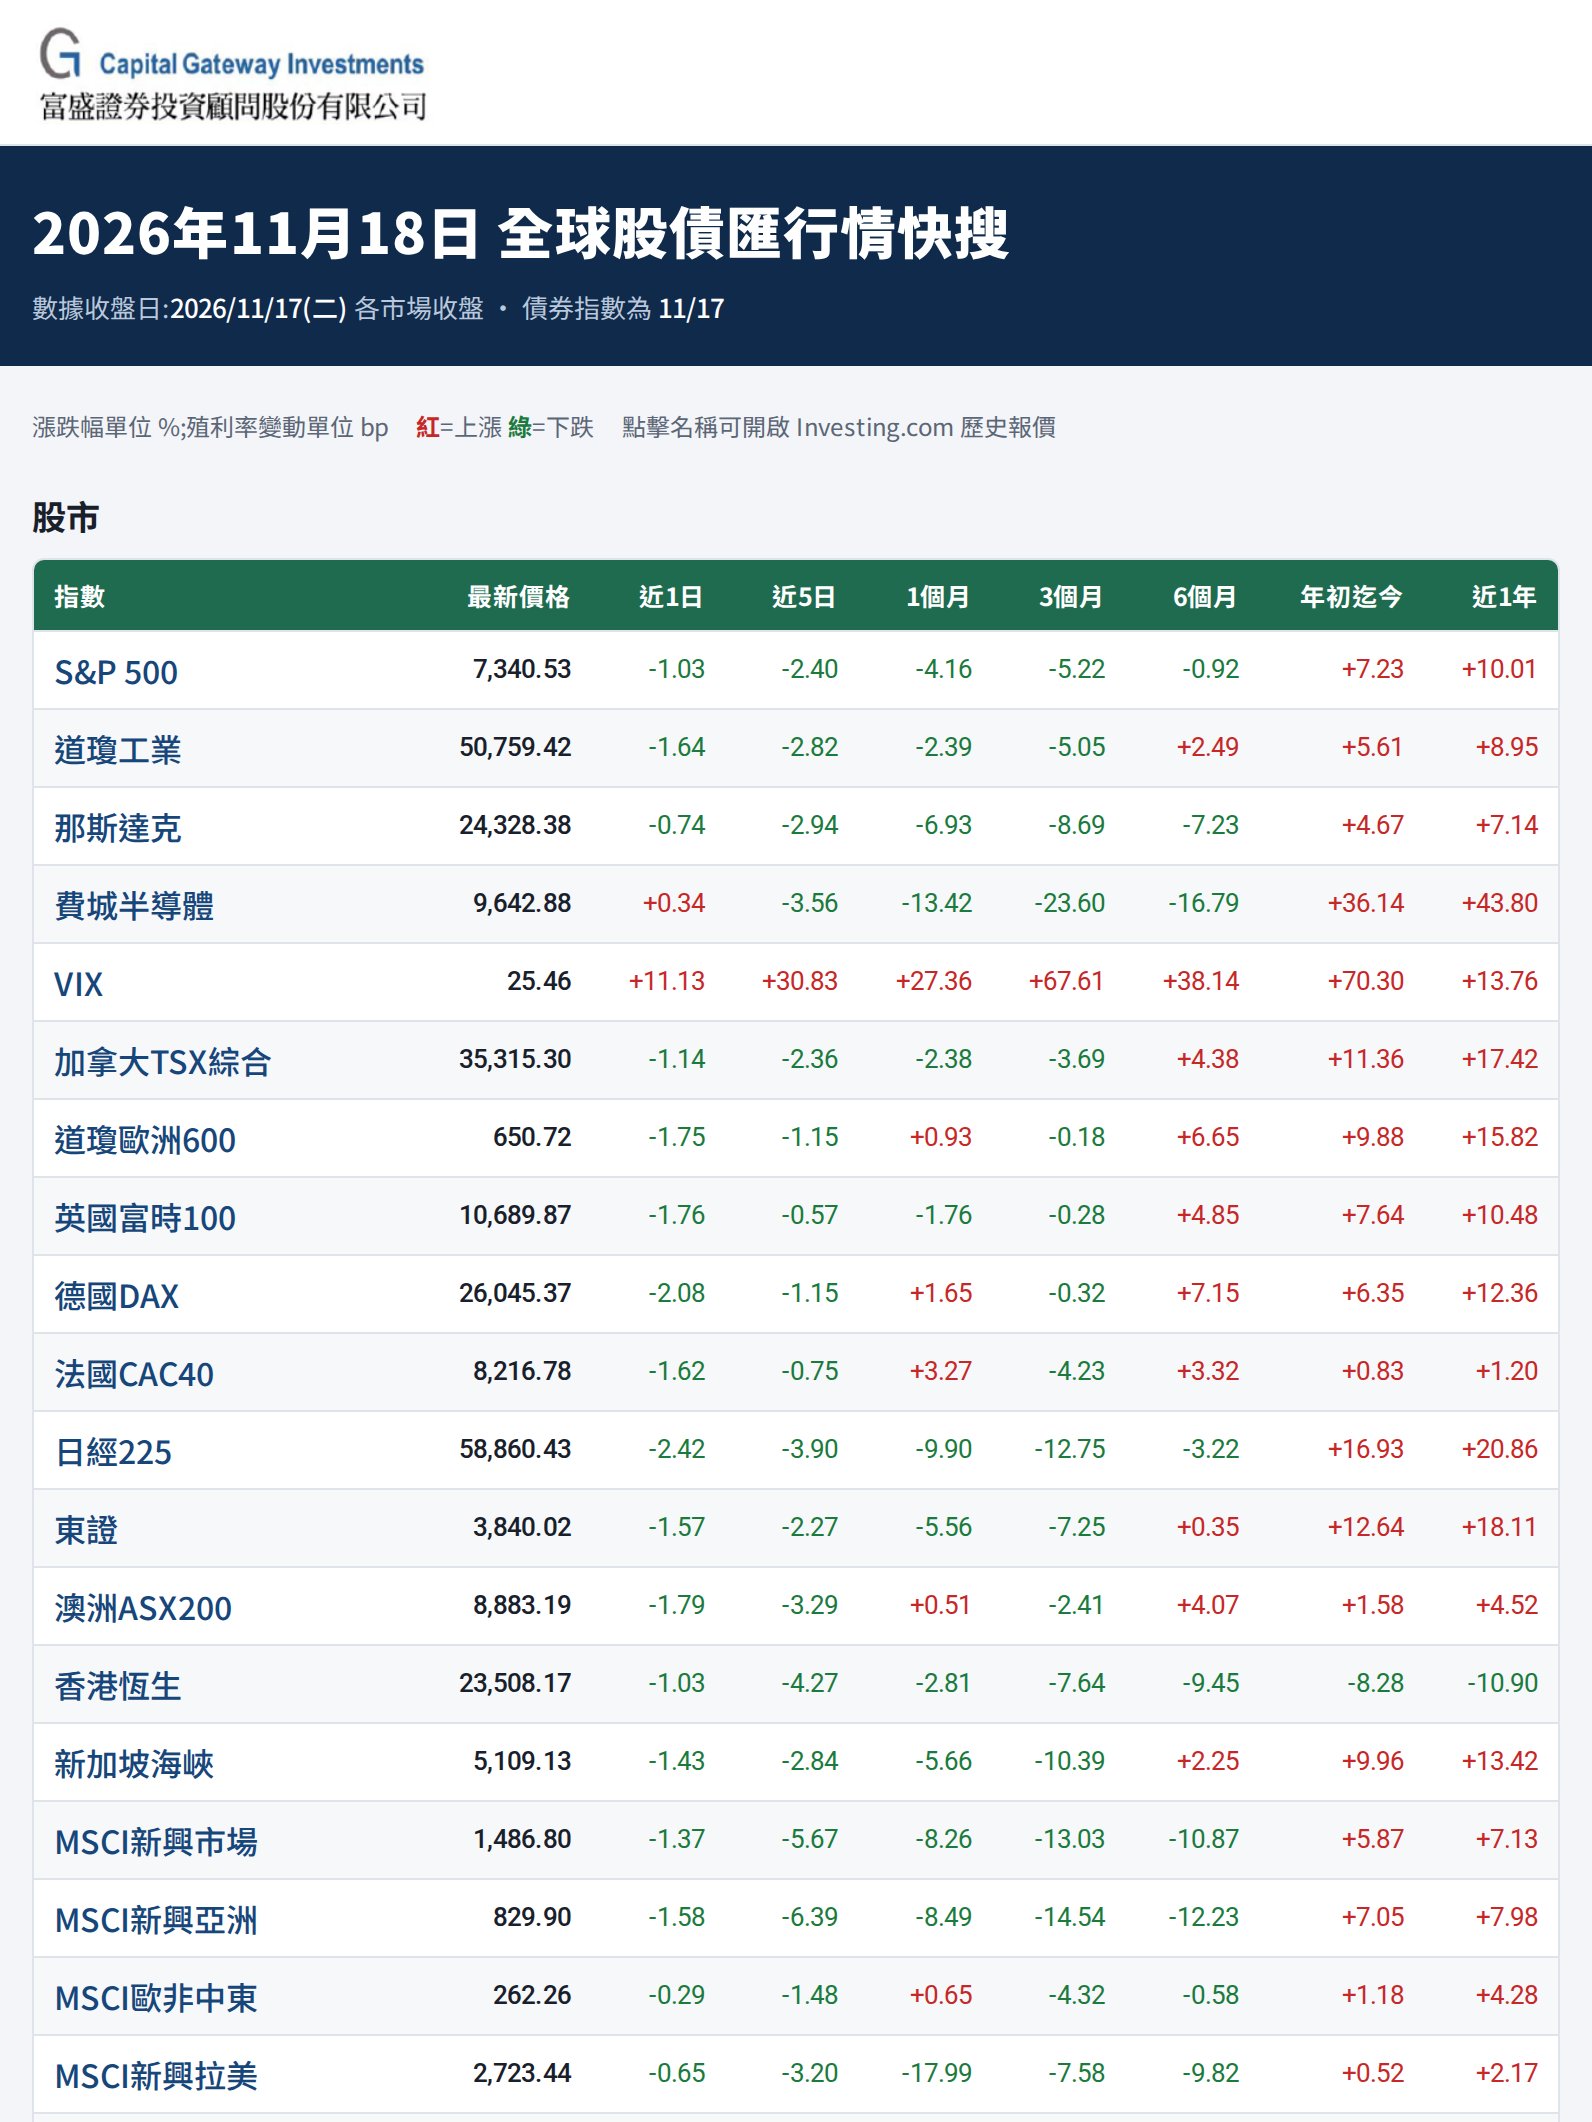 G Capital Gateway Investments
富盛證券投資顧問股份有限公司
2026年11月18日 全球股債匯行情快搜
數據收盤日:2026/11/17(二) 各市場收盤 · 債券指數為 11/17
漲跌幅單位 %;殖利率變動單位 bp 紅=上漲 綠=下跌 點擊名稱可開啟 Investing.com 歷史報價
股市
指數 最新價格 近1日 近5日 1個月 3個月 6個月 年初迄今 近1年
S&P 500 7,340.53 -1.03 -2.40 -4.16 -5.22 -0.92 +7.23 +10.01
道瓊工業 50,759.42 -1.64 -2.82 -2.39 -5.05 +2.49 +5.61 +8.95
那斯達克 24,328.38 -0.74 -2.94 -6.93 -8.69 -7.23 +4.67 +7.14
費城半導體 9,642.88 +0.34 -3.56 -13.42 -23.60 -16.79 +36.14 +43.80
VIX 25.46 +11.13 +30.83 +27.36 +67.61 +38.14 +70.30 +13.76
加拿大TSX綜合 35,315.30 -1.14 -2.36 -2.38 -3.69 +4.38 +11.36 +17.42
道瓊歐洲600 650.72 -1.75 -1.15 +0.93 -0.18 +6.65 +9.88 +15.82
英國富時100 10,689.87 -1.76 -0.57 -1.76 -0.28 +4.85 +7.64 +10.48
德國DAX 26,045.37 -2.08 -1.15 +1.65 -0.32 +7.15 +6.35 +12.36
法國CAC40 8,216.78 -1.62 -0.75 +3.27 -4.23 +3.32 +0.83 +1.20
日經225 58,860.43 -2.42 -3.90 -9.90 -12.75 -3.22 +16.93 +20.86
東證 3,840.02 -1.57 -2.27 -5.56 -7.25 +0.35 +12.64 +18.11
澳洲ASX200 8,883.19 -1.79 -3.29 +0.51 -2.41 +4.07 +1.58 +4.52
香港恆生 23,508.17 -1.03 -4.27 -2.81 -7.64 -9.45 -8.28 -10.90
新加坡海峽 5,109.13 -1.43 -2.84 -5.66 -10.39 +2.25 +9.96 +13.42
MSCI新興市場 1,486.80 -1.37 -5.67 -8.26 -13.03 -10.87 +5.87 +7.13
MSCI新興亞洲 829.90 -1.58 -6.39 -8.49 -14.54 -12.23 +7.05 +7.98
MSCI歐非中東 262.26 -0.29 -1.48 +0.65 -4.32 -0.58 +1.18 +4.28
MSCI新興拉美 2,723.44 -0.65 -3.20 -17.99 -7.58 -9.82 +0.52 +2.17